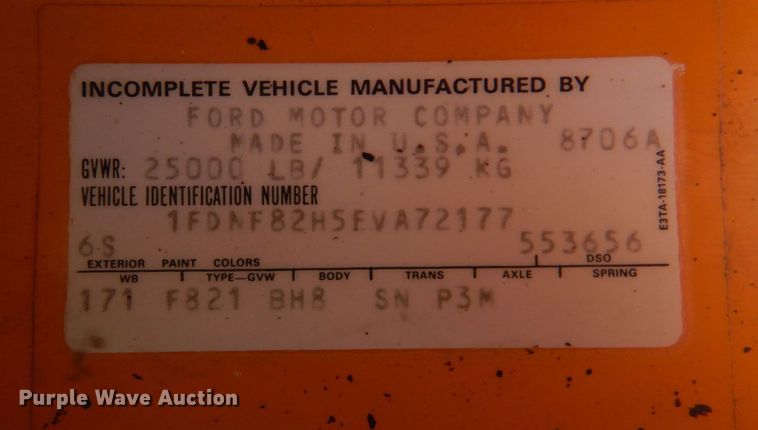 INCOMPLETE VEHICLE MANUFACTURED BY
FORD MOTOR COMPANY
MADE IN U.S.A. 8706A
GVWR: 25000 LB/ 11339 KG
VEHICLE IDENTIFICATION NUMBER
1FDNF82H5EVA72177
6S 553656
EXTERIOR PAINT COLORS DSO
WB TYPE—GVW BODY TRANS AXLE SPRING
171 F821 BH8 SN P3M
E3TA-18173-AA
Purple Wave Auction